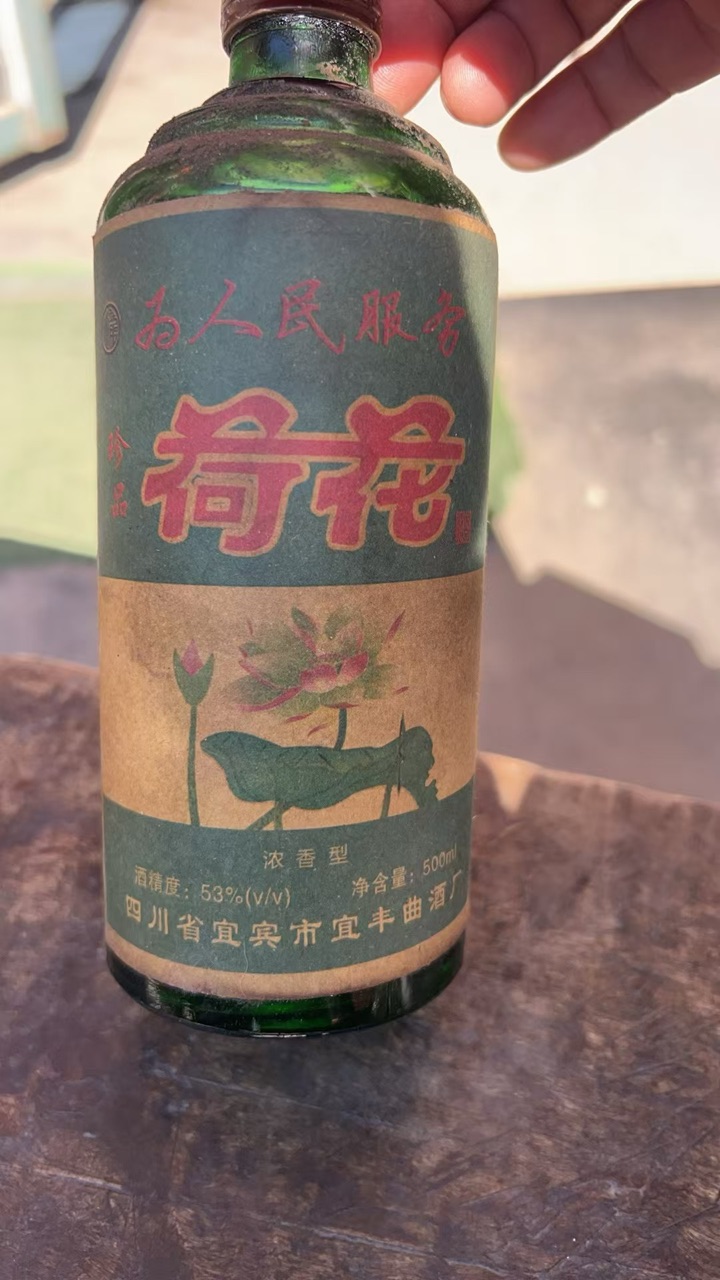 为人民服务
珍品
荷花
浓香型
酒精度：53%(v/v) 净含量：500ml
四川省宜宾市宜丰曲酒厂